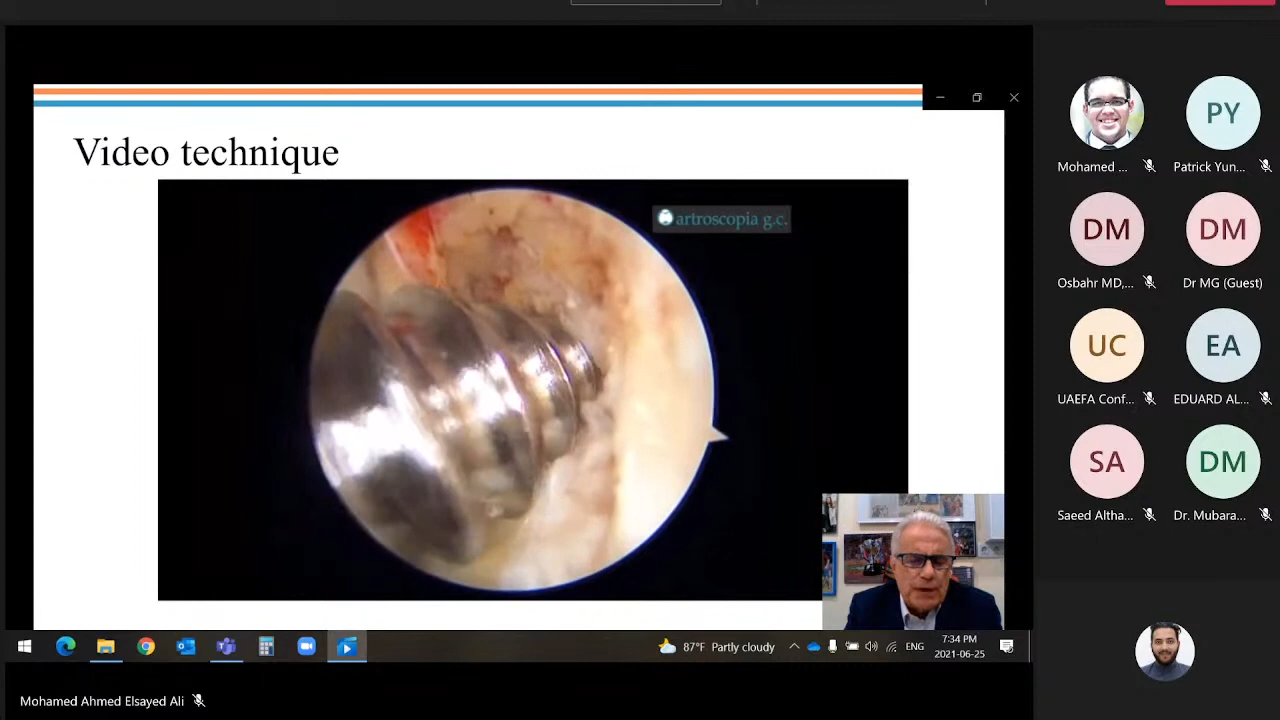 Video technique
artroscopia g.c.
Mohamed ...
PY
Patrick Yun...
DM
Osbahr MD,...
DM
Dr MG (Guest)
UC
UAEFA Conf...
EA
EDUARD AL...
SA
Saeed Altha...
DM
Dr. Mubara...
87°F Partly cloudy
ENG
7:34 PM
2021-06-25
Mohamed Ahmed Elsayed Ali